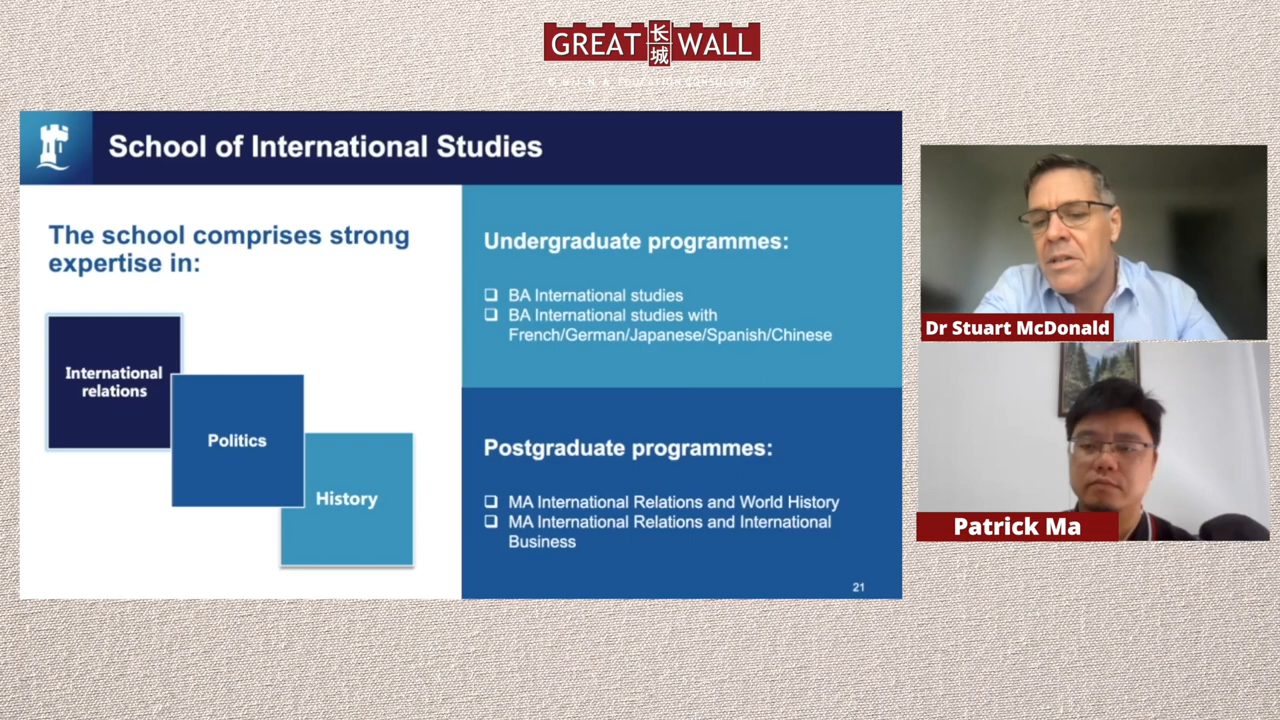 GREAT 长城 WALL
School of International Studies
The school comprises strong
expertise in:
International
relations
Politics
History
Undergraduate programmes:
BA International studies
BA International studies with
French/German/Japanese/Spanish/Chinese
Postgraduate programmes:
MA International Relations and World History
MA International Relations and International
Business
21
Dr Stuart McDonald
Patrick Ma